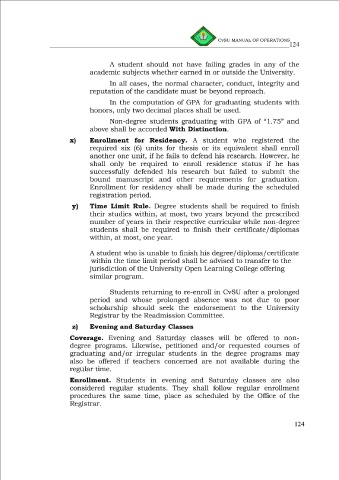 CvSU MANUAL OF OPERATIONS
124
A student should not have failing grades in any of the
academic subjects whether earned in or outside the University.
In all cases, the normal character, conduct, integrity and
reputation of the candidate must be beyond reproach.
In the computation of GPA for graduating students with
honors, only two decimal places shall be used.
Non-degree students graduating with GPA of “1.75” and
above shall be accorded With Distinction.
x) Enrollment for Residency. A student who registered the
required six (6) units for thesis or its equivalent shall enroll
another one unit, if he fails to defend his research. However, he
shall only be required to enroll residence status if he has
successfully defended his research but failed to submit the
bound manuscript and other requirements for graduation.
Enrollment for residency shall be made during the scheduled
registration period.
y) Time Limit Rule. Degree students shall be required to finish
their studies within, at most, two years beyond the prescribed
number of years in their respective curricular while non-degree
students shall be required to finish their certificate/diplomas
within, at most, one year.
A student who is unable to finish his degree/diploma/certificate
within the time limit period shall be advised to transfer to the
jurisdiction of the University Open Learning College offering
similar program.
Students returning to re-enroll in CvSU after a prolonged
period and whose prolonged absence was not due to poor
scholarship should seek the endorsement to the University
Registrar by the Readmission Committee.
z) Evening and Saturday Classes
Coverage. Evening and Saturday classes will be offered to non-
degree programs. Likewise, petitioned and/or requested courses of
graduating and/or irregular students in the degree programs may
also be offered if teachers concerned are not available during the
regular time.
Enrollment. Students in evening and Saturday classes are also
considered regular students. They shall follow regular enrollment
procedures the same time, place as scheduled by the Office of the
Registrar.
124